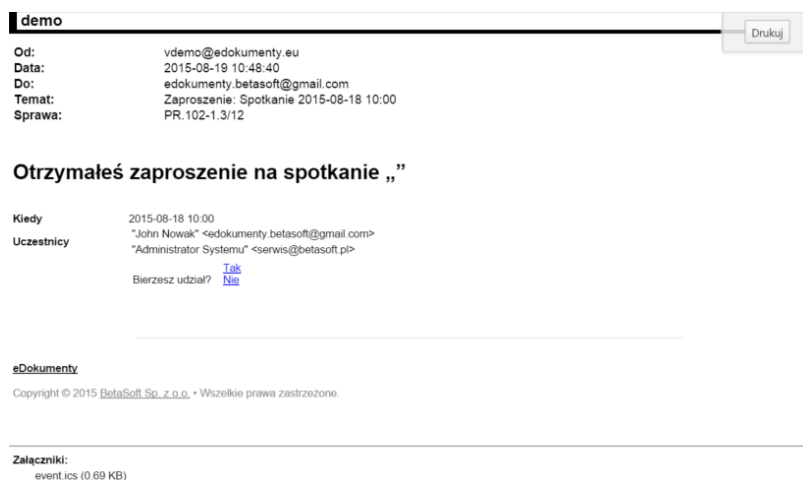 demo
Drukuj
Od: vdemo@edokumenty.eu
Data: 2015-08-19 10:48:40
Do: edokumenty.betasoft@gmail.com
Temat: Zaproszenie: Spotkanie 2015-08-18 10:00
Sprawa: PR.102-1.3/12
Otrzymałeś zaproszenie na spotkanie „”
Kiedy 2015-08-18 10:00
Uczestnicy "John Nowak" <edokumenty.betasoft@gmail.com>
"Administrator Systemu" <serwis@betasoft.pl>
Tak
Bierzesz udział? Nie
eDokumenty
Copyright © 2015 BetaSoft Sp. z o.o. • Wszelkie prawa zastrzeżone.
Załączniki:
event.ics (0.69 KB)